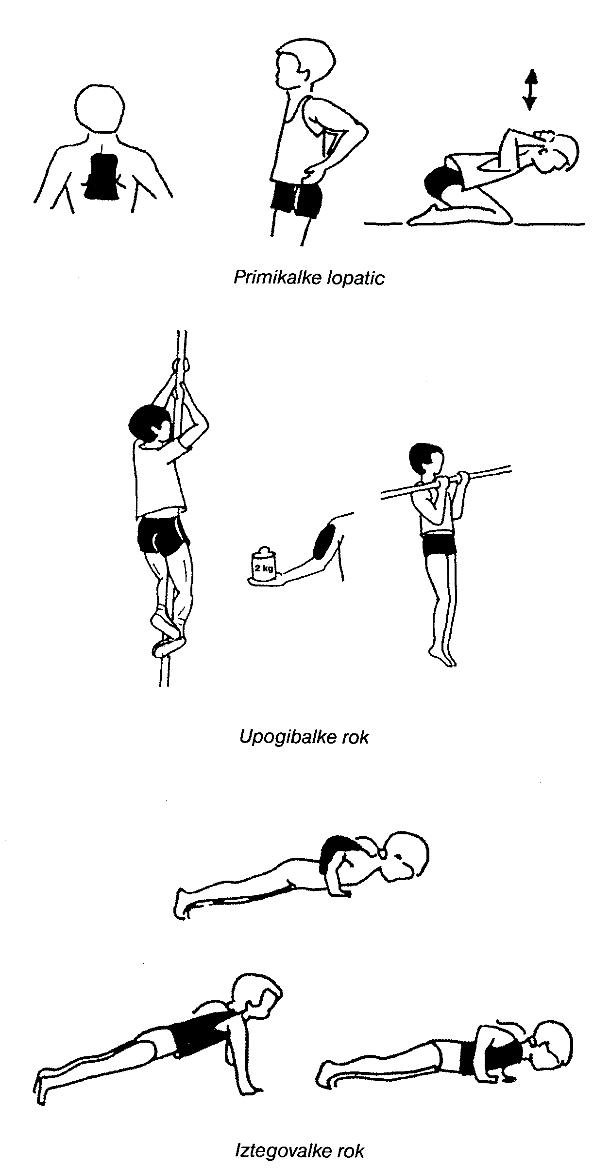 Primikalke lopatic
2 kg
Upogibalke rok
Iztegovalke rok